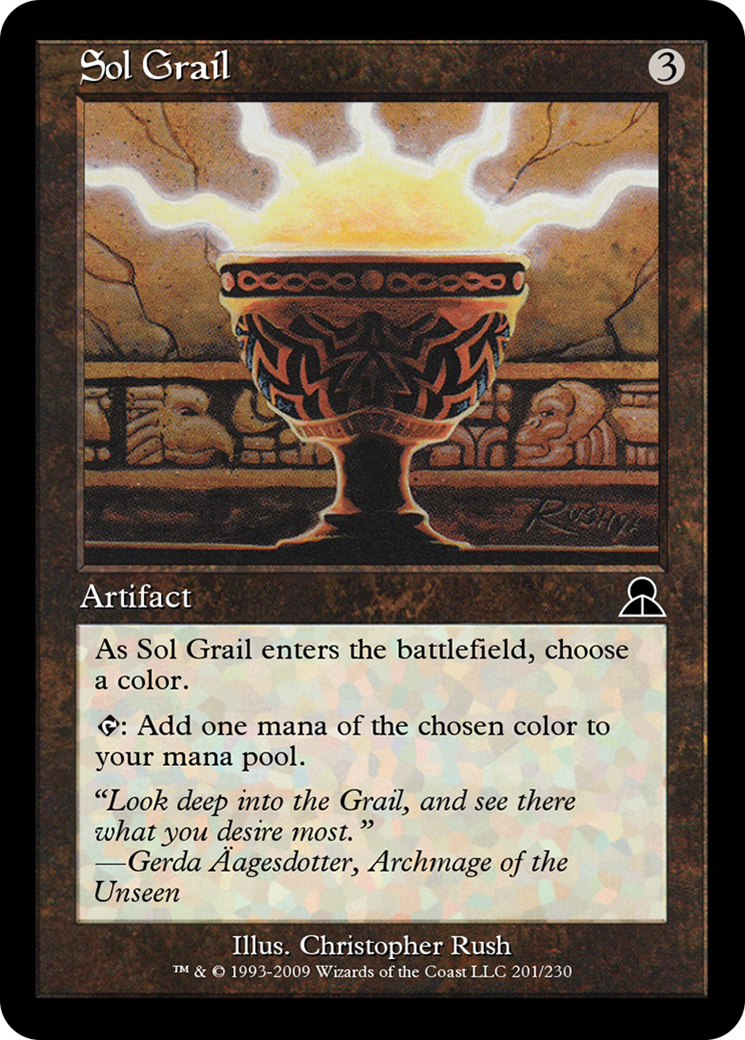 Sol Grail 3
Artifact
As Sol Grail enters the battlefield, choose
a color.
: Add one mana of the chosen color to
your mana pool.
“Look deep into the Grail, and see there
what you desire most.”
—Gerda Äagesdotter, Archmage of the
Unseen
Illus. Christopher Rush
™ & © 1993-2009 Wizards of the Coast LLC 201/230